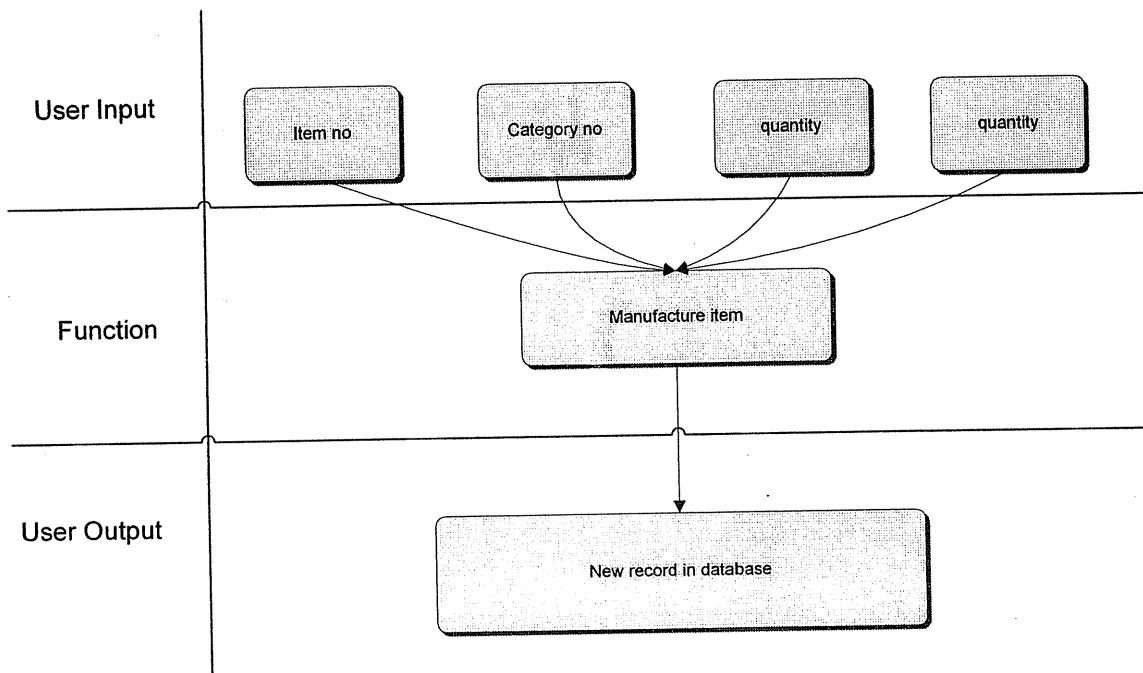 User Input
Item no
Category no
quantity
quantity
Function
Manufacture item
User Output
New record in database